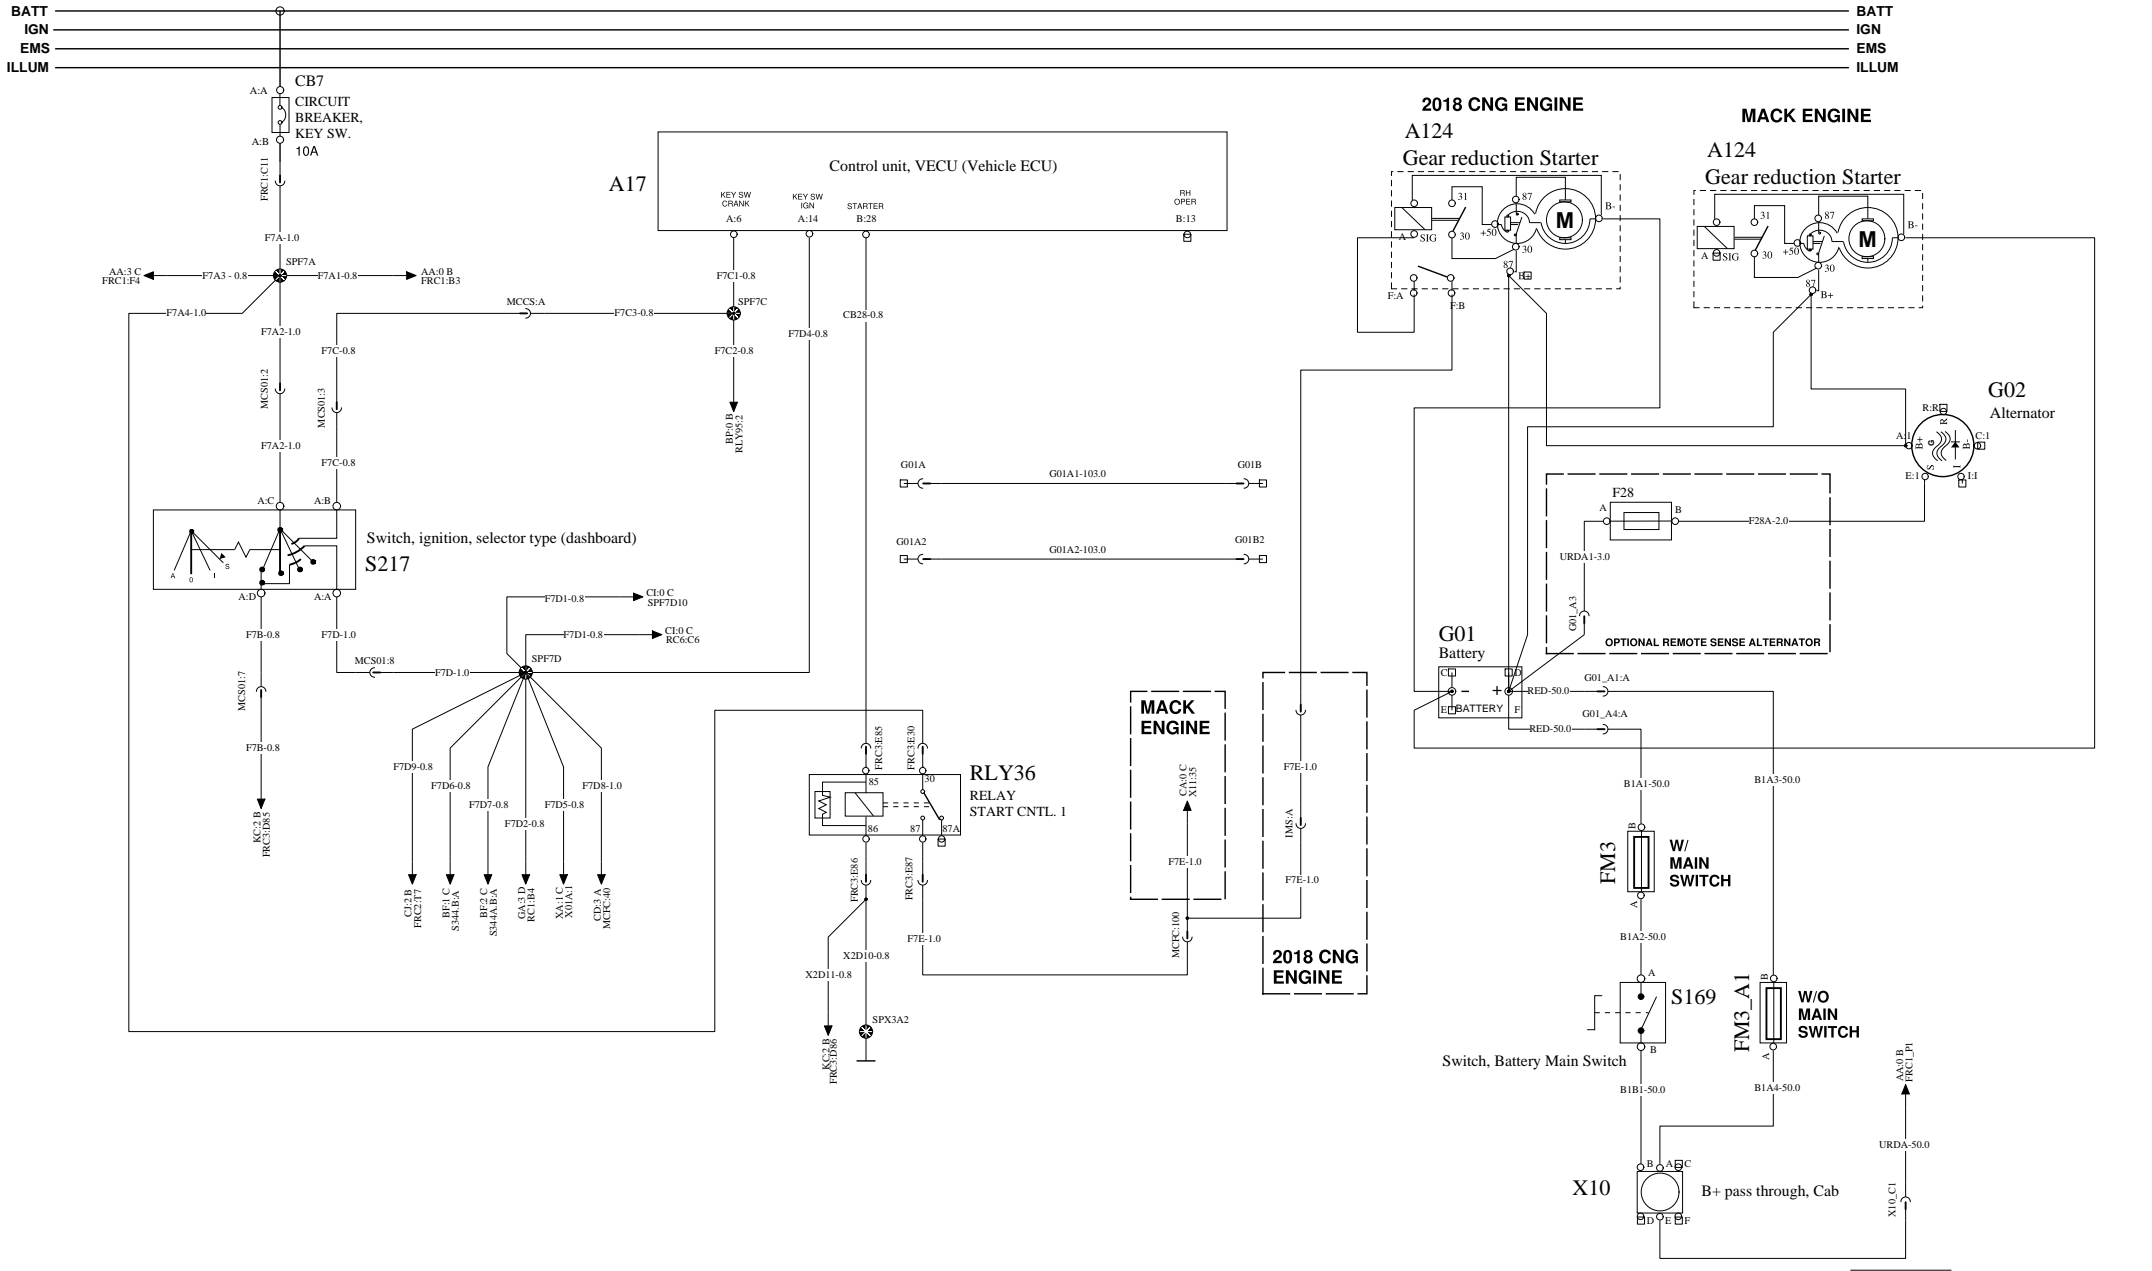 BATT
IGN
EMS
ILLUM
BATT
IGN
EMS
ILLUM
A:A
CB7
CIRCUIT
BREAKER,
KEY SW.
10A
A:B
FRC1:C11
F7A-1.0
SPF7A
AA:3 C
FRC1:F4
F7A3 - 0.8
F7A1-0.8
AA:0 B
FRC1:B3
F7A4-1.0
F7A2-1.0
MCS01:2
F7A2-1.0
F7C-0.8
MCS01:3
F7C-0.8
MCCS:A
F7C3-0.8
A17
Control unit, VECU (Vehicle ECU)
KEY SW
CRANK
A:6
KEY SW
IGN
A:14
STARTER
B:28
RH
OPER
B:13
F7C1-0.8
SPF7C
F7C2-0.8
BP:0 B
RLY95:2
CB28-0.8
F7D4-0.8
A:C
A:B
A
0
I
S
Switch, ignition, selector type (dashboard)
S217
A:D
A:A
F7B-0.8
MCS01:7
F7B-0.8
KC:2 B
FRC3:D85
F7D-1.0
MCS01:8
F7D-1.0
F7D1-0.8
CI:0 C
SPF7D10
F7D1-0.8
CI:0 C
RC6:C6
SPF7D
F7D9-0.8
F7D6-0.8
F7D7-0.8
F7D2-0.8
F7D5-0.8
F7D8-1.0
CJ:2 B
FRC2:T7
BF:1 C
S344.B:A
BF:2 C
S344A.B:A
GA:3 D
RC1:B4
XA:1 C
X01A:1
CD:3 A
MCFC:40
G01A
G01A1-103.0
G01B
G01A2
G01A2-103.0
G01B2
FRC3:E85
FRC3:E30
85
30
86
87
87A
RLY36
RELAY
START CNTL. 1
FRC3:E86
FRC3:E87
X2D10-0.8
X2D11-0.8
F7E-1.0
SPX3A2
KC:2 B
FRC3:D86
MACK
ENGINE
CA:0 C
X11:35
F7E-1.0
MCFC:100
F7E-1.0
IMS:A
F7E-1.0
2018 CNG
ENGINE
2018 CNG ENGINE
A124
Gear reduction Starter
31
87
B-
A
SIG
30
+50
M
30
87
B+
F:A
F:B
MACK ENGINE
A124
Gear reduction Starter
31
87
B-
A
SIG
30
+50
M
30
87
B+
G02
Alternator
R:R
R
A:1
B+
G
B-
C:1
S
I
E:1
I:I
F28
A
B
F28A-2.0
URDA1-3.0
G01_A3
OPTIONAL REMOTE SENSE ALTERNATOR
G01
Battery
C
D
-
+
E
BATTERY
F
RED-50.0
G01_A1:A
RED-50.0
G01_A4:A
B1A1-50.0
B1A3-50.0
B
FM3
A
W/
MAIN
SWITCH
B1A2-50.0
A
S169
B
Switch, Battery Main Switch
B
FM3_A1
A
W/O
MAIN
SWITCH
B1B1-50.0
B1A4-50.0
AA:0 B
FRC1_P1
URDA-50.0
X10_C1
B
A
C
X10
B+ pass through, Cab
D
E
F